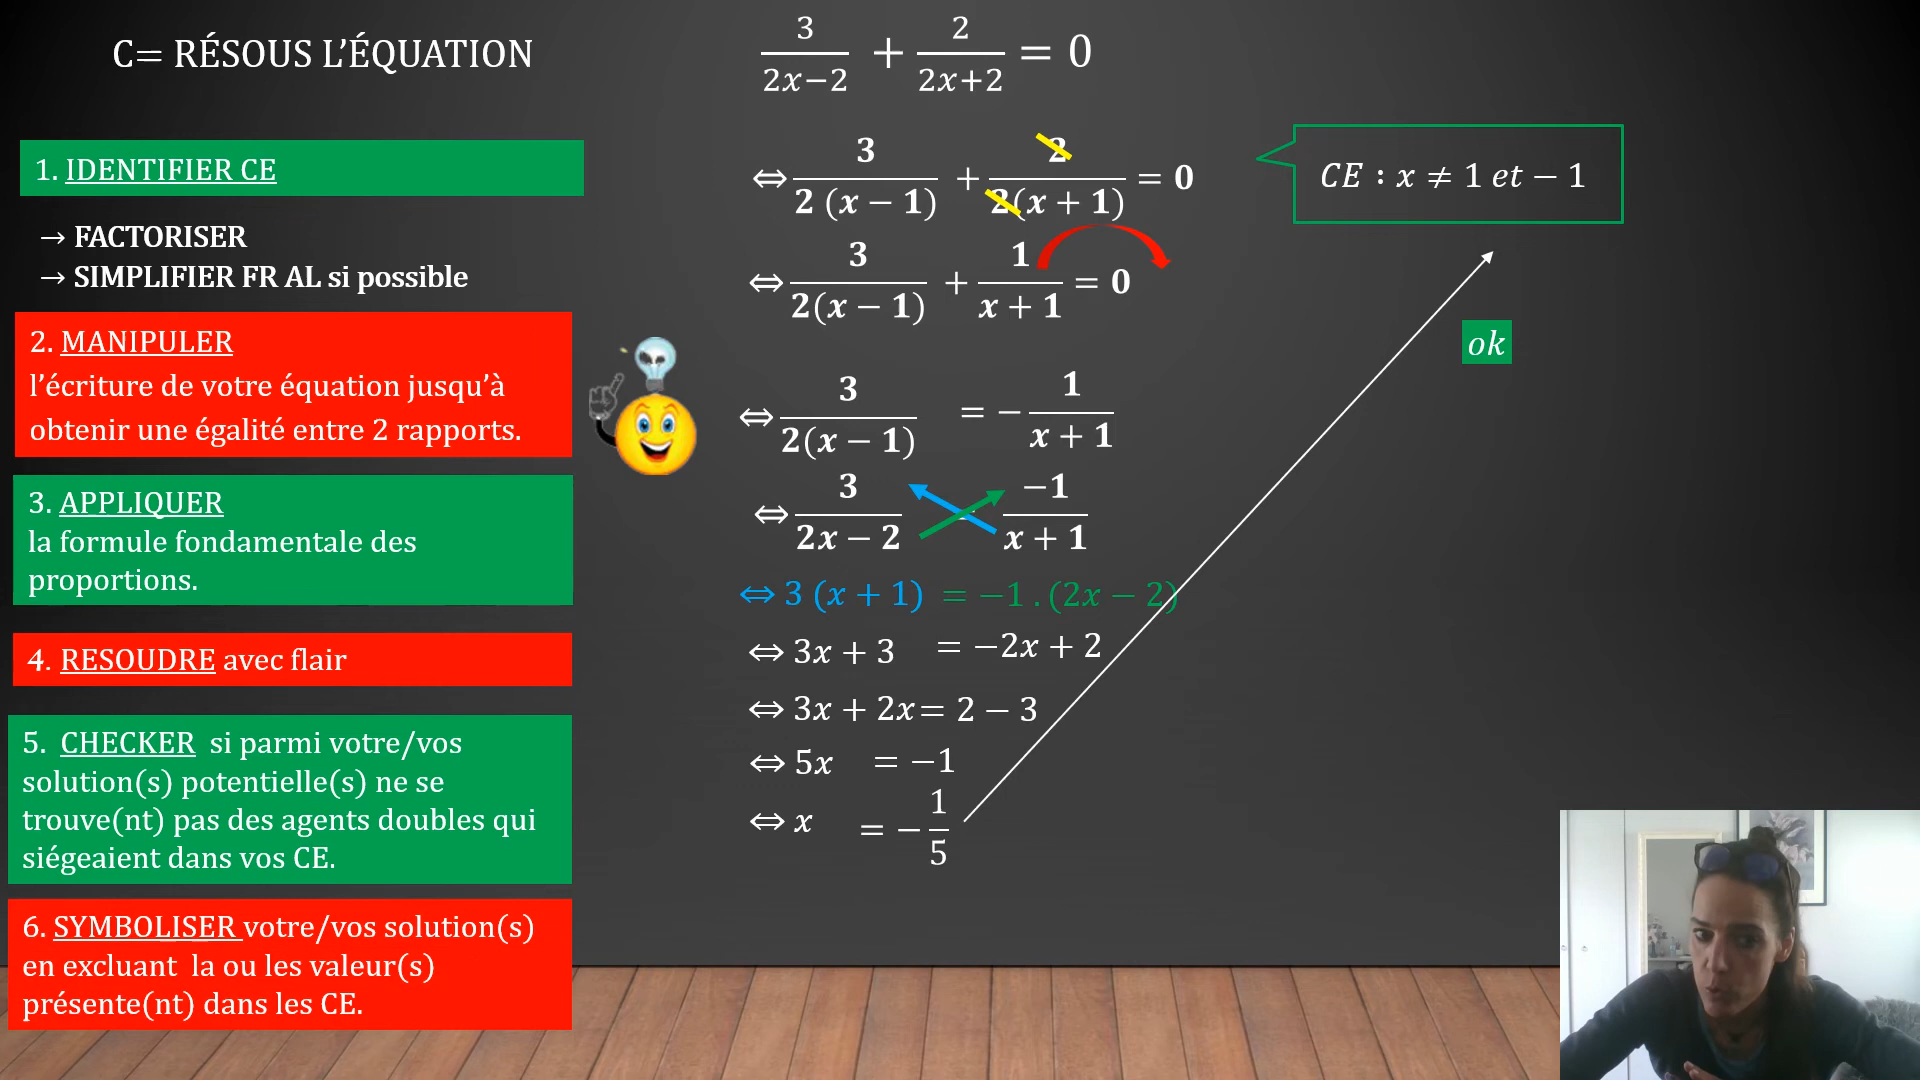 C= RÉSOUS L'ÉQUATION
1. IDENTIFIER CE
→ FACTORISER
→ SIMPLIFIER FR AL si possible
2. MANIPULER
l'écriture de votre équation jusqu'à
obtenir une égalité entre 2 rapports.
3. APPLIQUER
la formule fondamentale des
proportions.
4. RESOUDRE avec flair
5. CHECKER si parmi votre/vos
solution(s) potentielle(s) ne se
trouve(nt) pas des agents doubles qui
siégeaient dans vos CE.
6. SYMBOLISER votre/vos solution(s)
en excluant la ou les valeur(s)
présente(nt) dans les CE.
3/(2x−2) + 2/(2x+2) = 0
⇔ 3/(2 (x − 1)) + 2/(2(x + 1)) = 0
⇔ 3/(2(x − 1)) + 1/(x + 1) = 0
⇔ 3/(2(x − 1)) = − 1/(x + 1)
⇔ 3/(2x − 2) = −1/(x + 1)
⇔ 3 (x + 1) = −1 . (2x − 2)
⇔ 3x + 3 = −2x + 2
⇔ 3x + 2x = 2 − 3
⇔ 5x = −1
⇔ x = − 1/5
CE : x ≠ 1 et − 1
ok